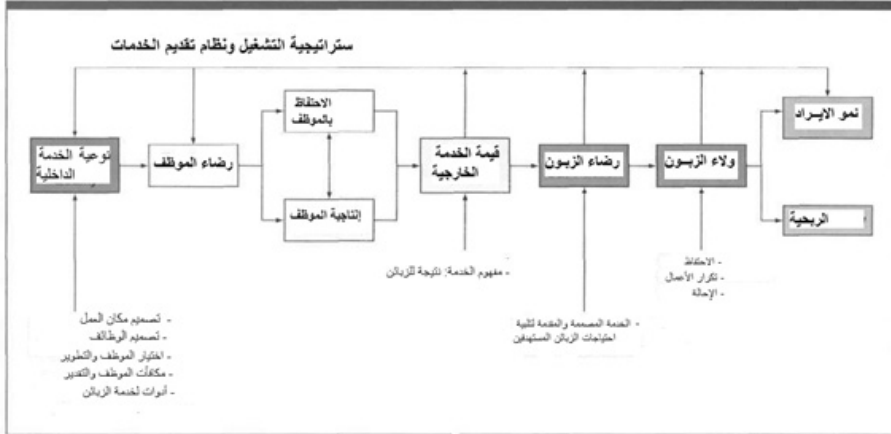 ستراتيجية التشغيل ونظام تقديم الخدمات
نوعية الخدمة
الداخلية
رضاء الموظف
الاحتفاظ
بالموظف
إنتاجية الموظف
قيمة الخدمة
الخارجية
رضاء الزبون
ولاء الزبون
نمو الايراد
الربحية
- تصميم مكان العمل
- تصميم الوظائف
- اختيار الموظف والتطوير
- مكافأت الموظف والتقدير
- أدوات لخدمة الزبائن
- مفهوم الخدمة: نتيجة للزبائن
- الخدمة المصممة والمقدمة لتلبية
احتياجات الزبائن المستهدفين
- الاحتفاظ
- تكرار الأعمال
- الإحالة